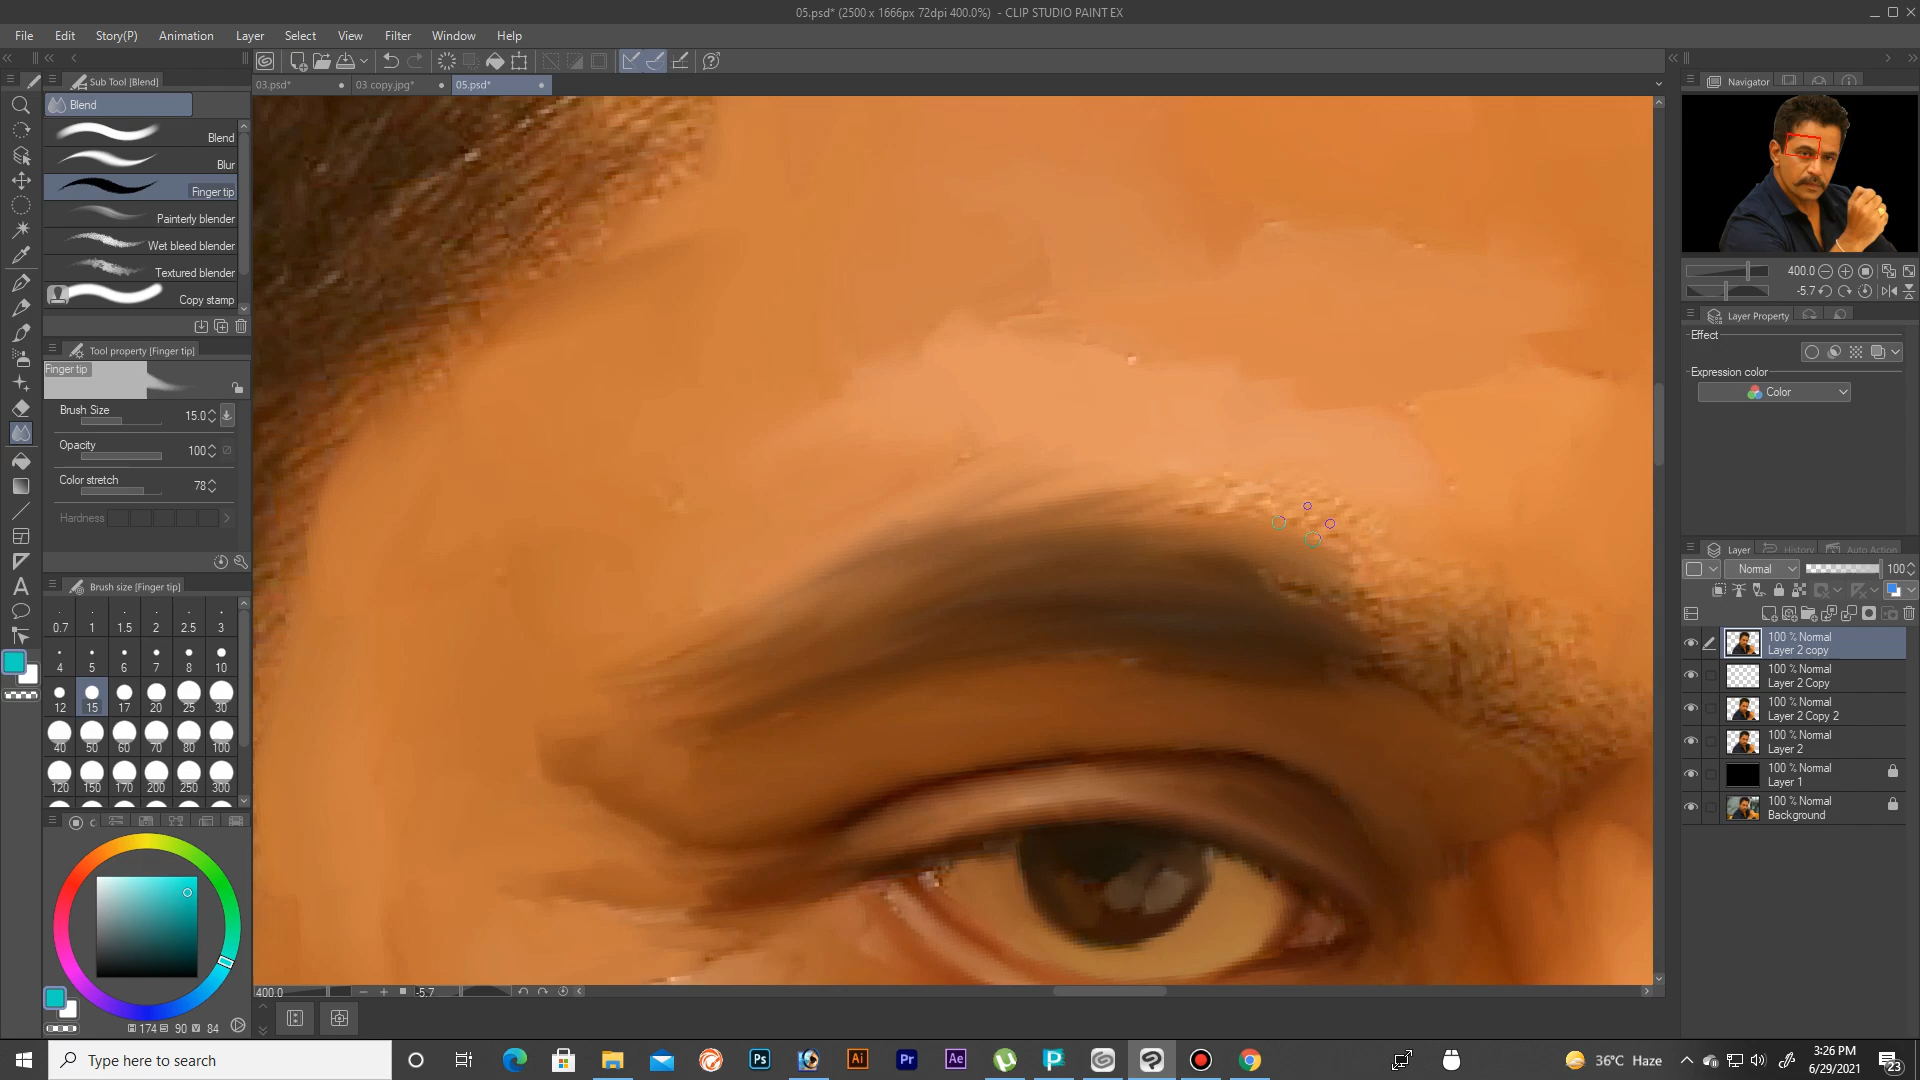 05.psd* (2500 x 1666px 72dpi 400.0%)  - CLIP STUDIO PAINT EX
File Edit Story(P) Animation Layer Select View Filter Window Help
Sub Tool [Blend]
Blend
Blend
Blur
Finger tip
Painterly blender
Wet bleed blender
Textured blender
Copy stamp
Tool property [Finger tip]
Finger tip
Brush Size 15.0
Opacity 100
Color stretch 78
Hardness
Brush size [Finger tip]
0.7 1 1.5 2 2.5 3
4 5 6 7 8 10
12 15 17 20 25 30
40 50 60 70 80 100
120 150 170 200 250 300
174 90 84
03.psd* 03 copy.jpg* 05.psd*
400.0 -5.7
Navigator
400.0
-5.7
Layer Property
Effect
Expression color
Color
Layer History Auto Action
Normal 100
100 % Normal
Layer 2 copy
100 % Normal
Layer 2 Copy
100 % Normal
Layer 2 Copy 2
100 % Normal
Layer 2
100 % Normal
Layer 1
100 % Normal
Background
Type here to search
Ps Ai Pr Ae
36°C Haze
3:26 PM
6/29/2021
23